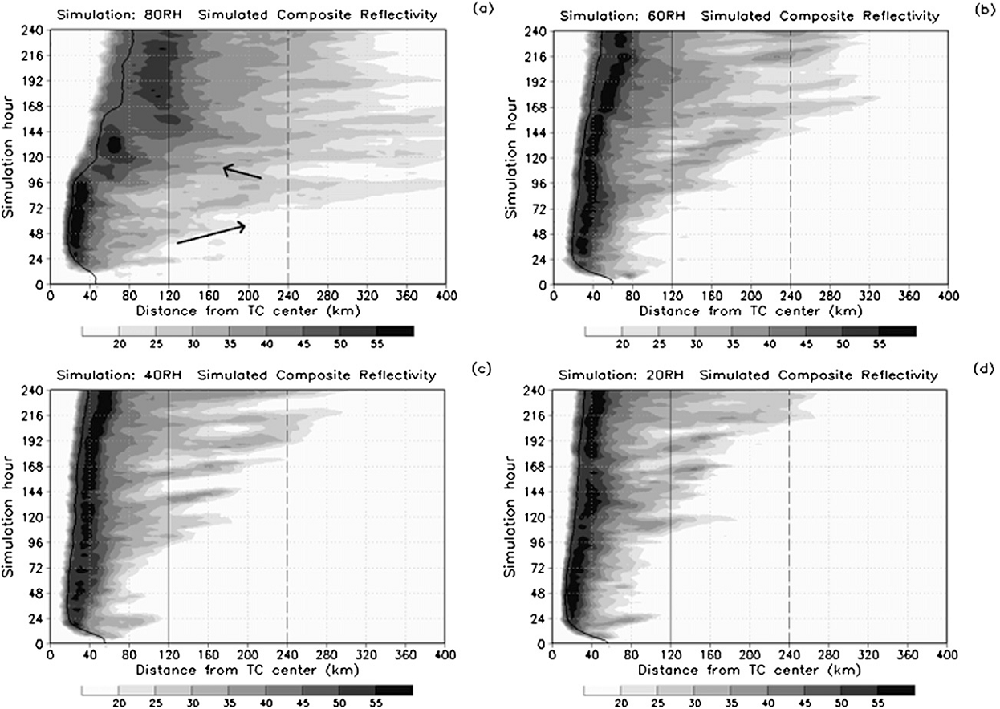 (a)
Simulation: 80RH Simulated Composite Reflectivity
240
216
192
168
144
120
96
72
48
24
0
Simulation hour
0 40 80 120 160 200 240 280 320 360 400
Distance from TC center (km)
20 25 30 35 40 45 50 55
(b)
Simulation: 60RH Simulated Composite Reflectivity
240
216
192
168
144
120
96
72
48
24
0
Simulation hour
0 40 80 120 160 200 240 280 320 360 400
Distance from TC center (km)
20 25 30 35 40 45 50 55
(c)
Simulation: 40RH Simulated Composite Reflectivity
240
216
192
168
144
120
96
72
48
24
0
Simulation hour
0 40 80 120 160 200 240 280 320 360 400
Distance from TC center (km)
20 25 30 35 40 45 50 55
(d)
Simulation: 20RH Simulated Composite Reflectivity
240
216
192
168
144
120
96
72
48
24
0
Simulation hour
0 40 80 120 160 200 240 280 320 360 400
Distance from TC center (km)
20 25 30 35 40 45 50 55